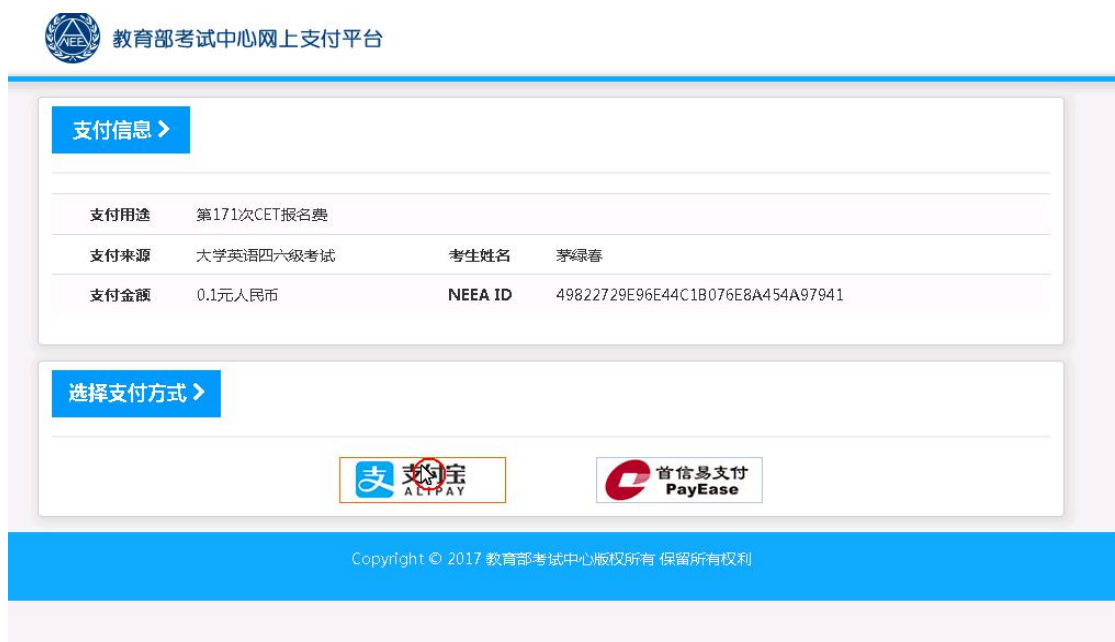 NEE
教育部考试中心网上支付平台
支付信息
支付用途 第171次CET报名费
支付来源 大学英语四六级考试 考生姓名 茅绿春
支付金额 0.1元人民币 NEEA ID 49822729E96E44C1B076E8A454A97941
选择支付方式
支 支付宝 ALIPAY
首信易支付 PayEase
Copyright © 2017 教育部考试中心版权所有 保留所有权利